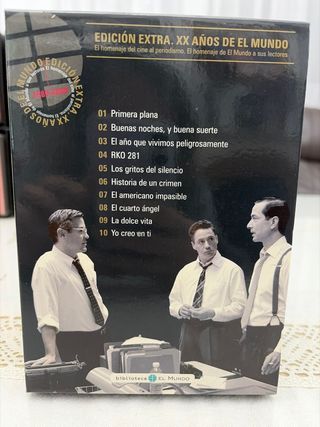 EDICIÓN EXTRA. XX AÑOS DE EL MUNDO
El homenaje del cine al periodismo. El homenaje de El Mundo a sus lectores
01 Primera plana
02 Buenas noches, y buena suerte
03 El año que vivimos peligrosamente
04 RKO 281
05 Los gritos del silencio
06 Historia de un crimen
07 El americano impasible
08 El cuarto ángel
09 La dolce vita
10 Yo creo en ti
biblioteca EL MUNDO